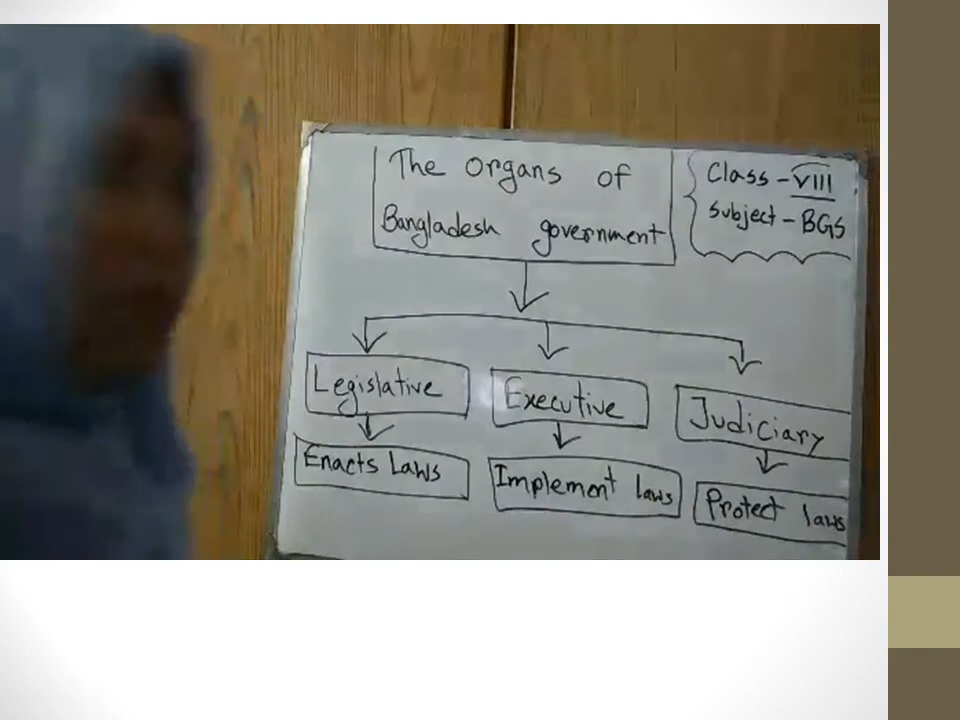 The Organs of
Bangladesh government
Class - VIII
Subject - BGS
Legislative
Executive
Judiciary
Enacts Laws
Implement laws
Protect laws